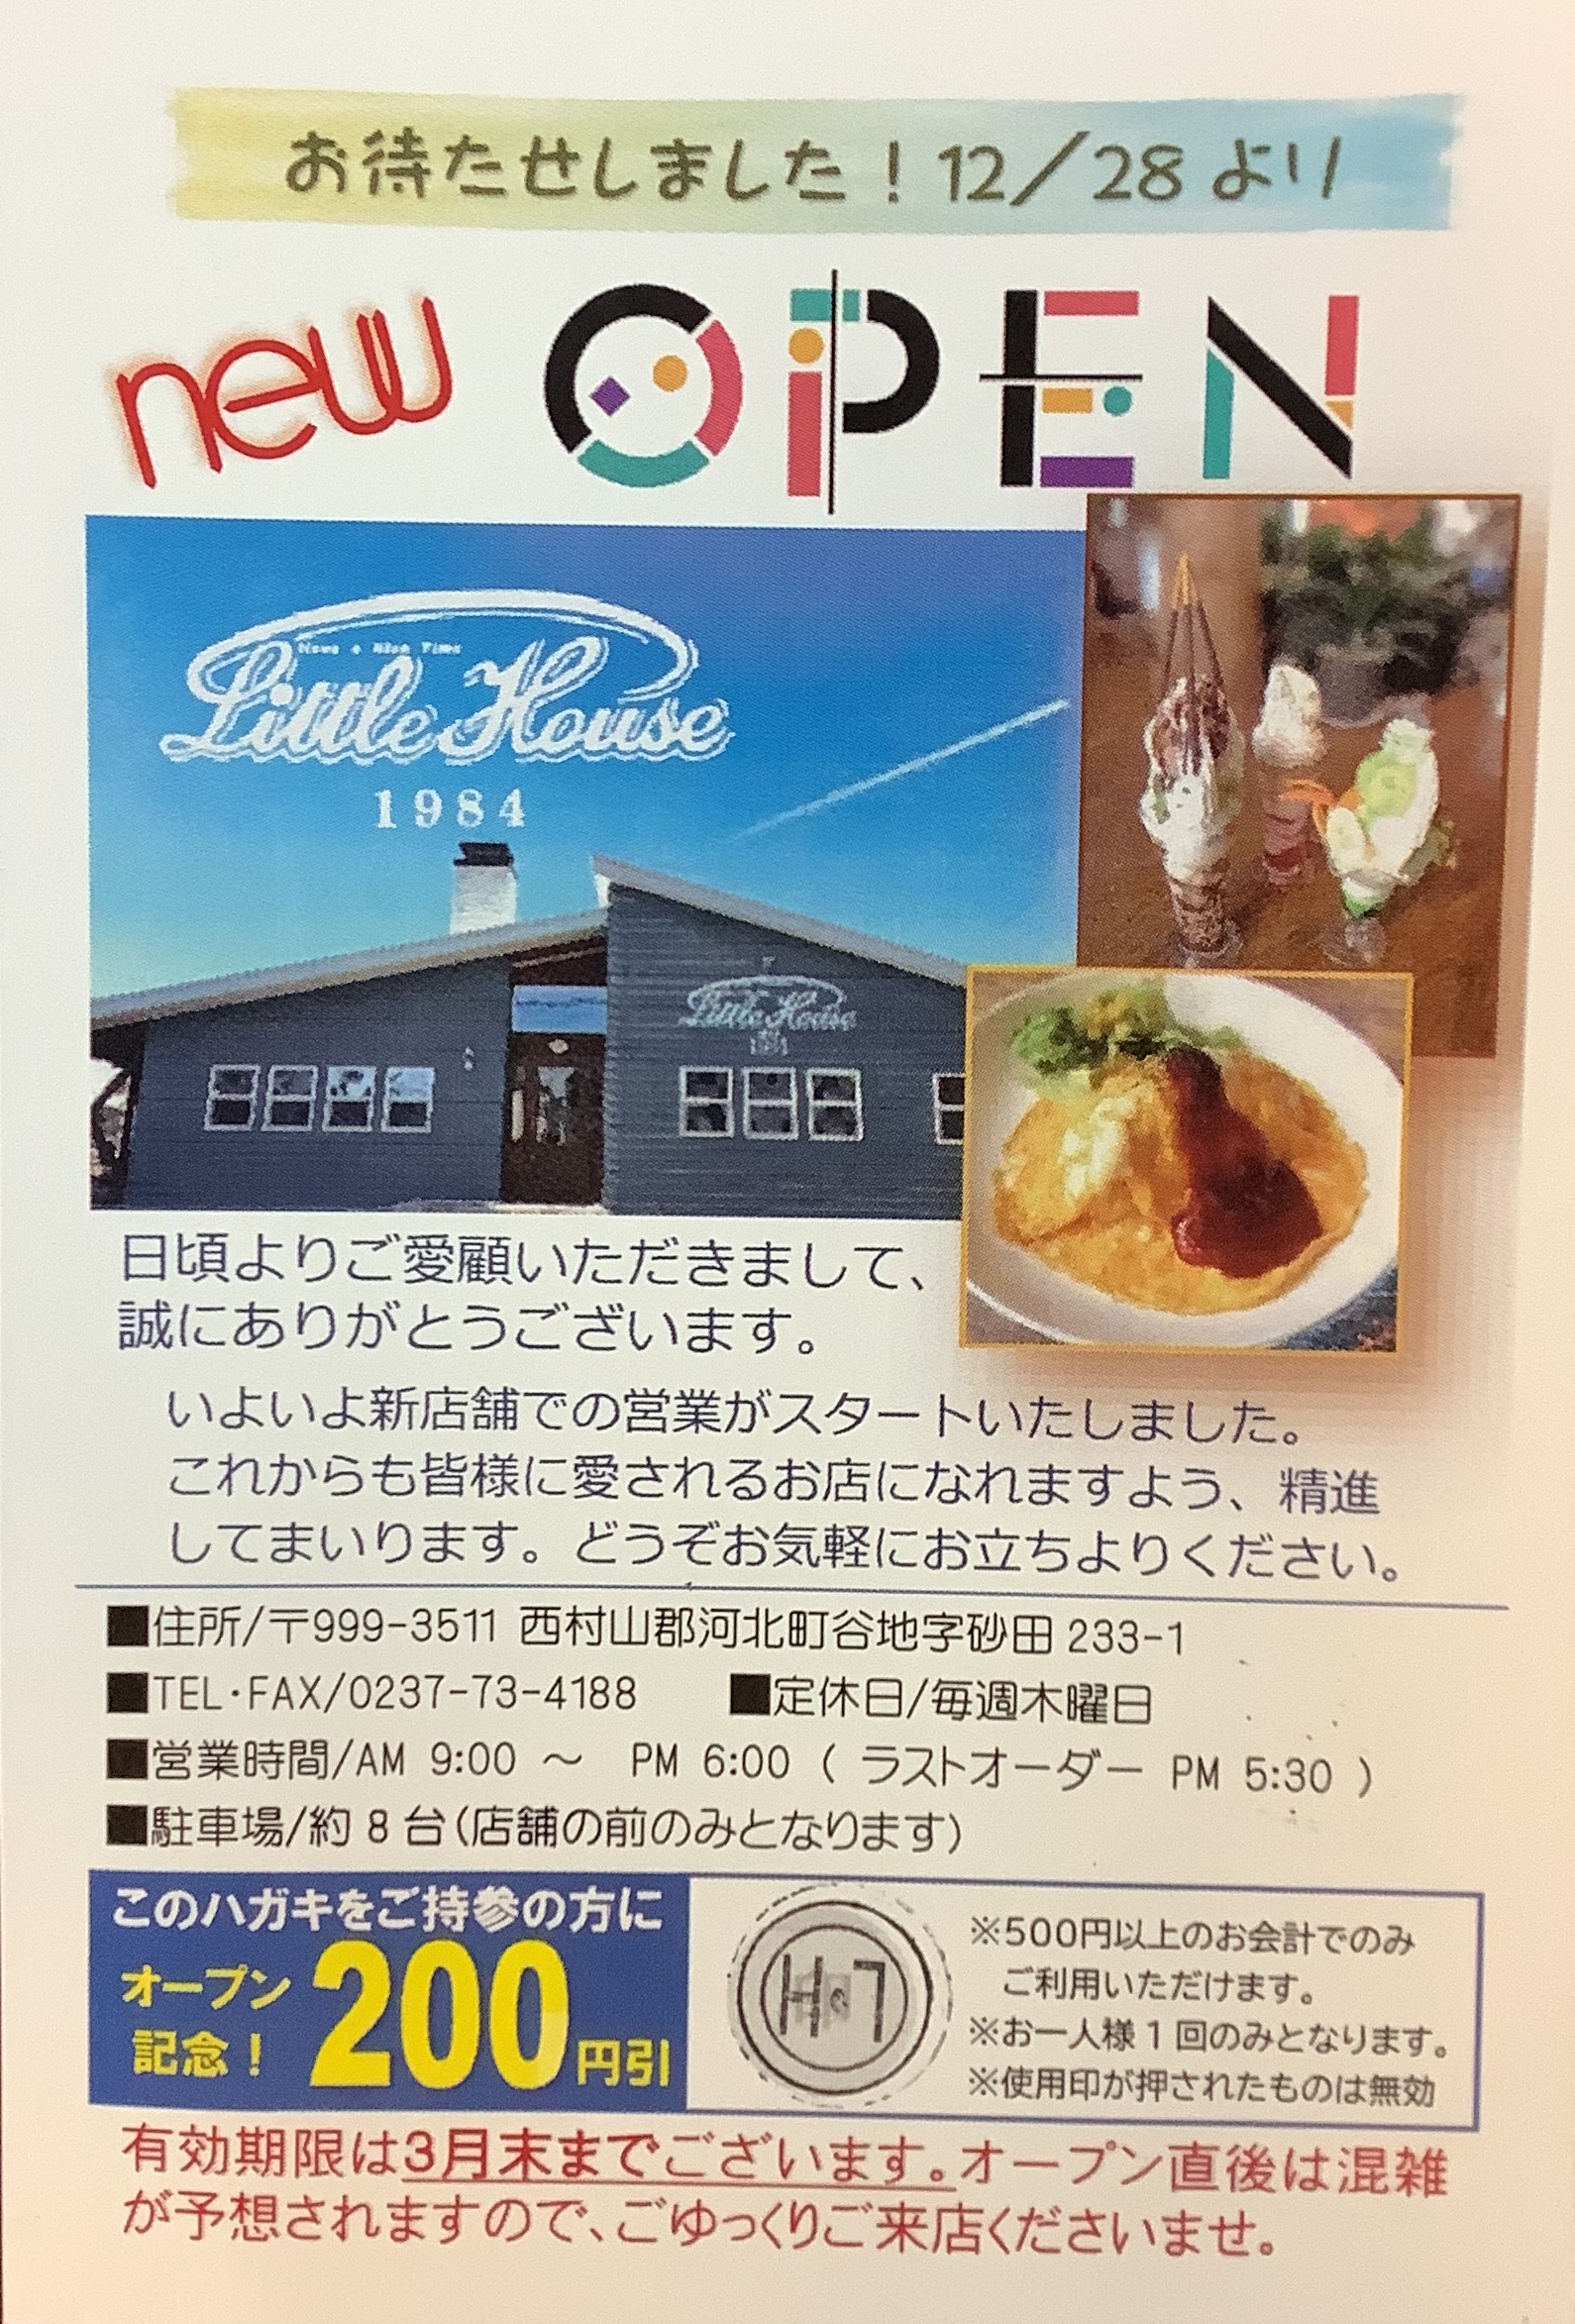 お待たせしました！12/28より
new OPEN
Little House
1984
Little House
日頃よりご愛顧いただきまして、
誠にありがとうございます。
いよいよ新店舗での営業がスタートいたしました。
これからも皆様に愛されるお店になれますよう、精進
してまいります。どうぞお気軽にお立ちよりください。
■住所/〒999-3511 西村山郡河北町谷地字砂田 233-1
■TEL・FAX/0237-73-4188 ■定休日/毎週木曜日
■営業時間/AM 9:00 ～ PM 6:00 ( ラストオーダー PM 5:30 )
■駐車場/約 8 台(店舗の前のみとなります)
このハガキをご持参の方に
オープン
記念！
200円引
※500円以上のお会計でのみ
ご利用いただけます。
※お一人様 1 回のみとなります。
※使用印が押されたものは無効
有効期限は3月末まででございます。オープン直後は混雑
が予想されますので、ごゆっくりご来店くださいませ。